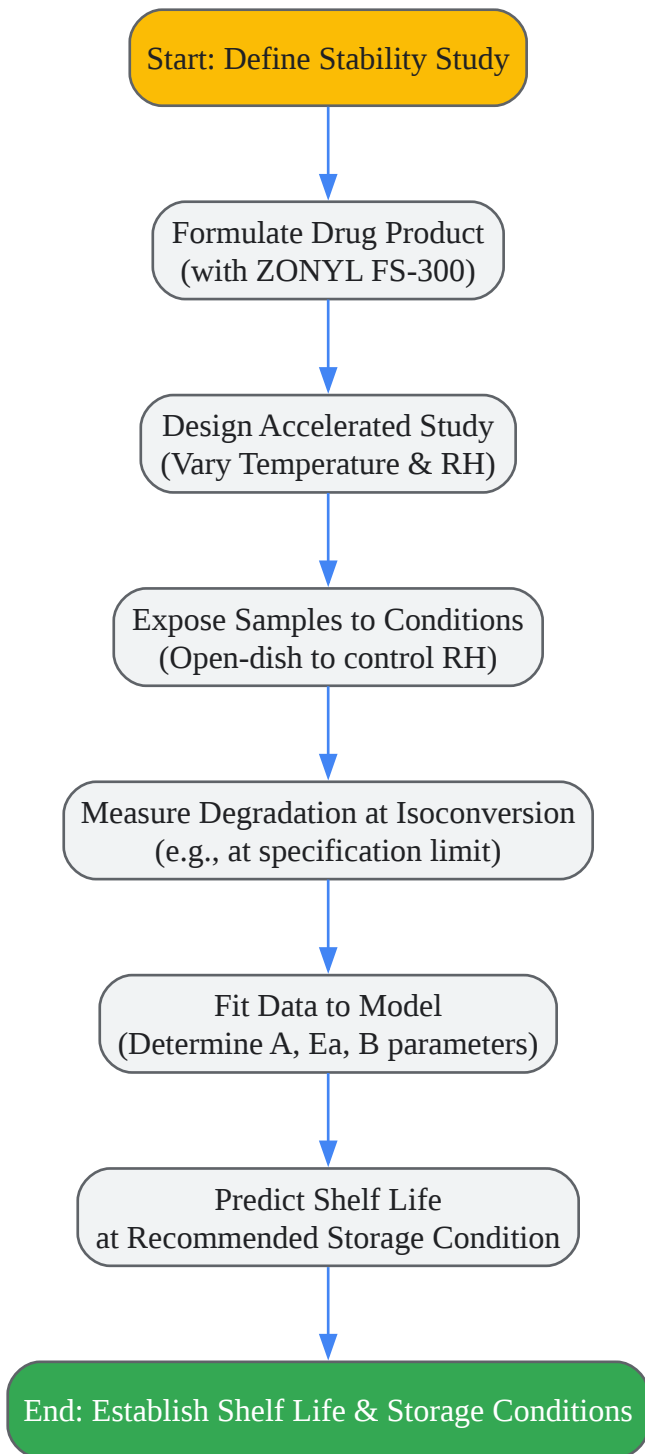 Start: Define Stability Study
Formulate Drug Product
(with ZONYL FS-300)
Design Accelerated Study
(Vary Temperature & RH)
Expose Samples to Conditions
(Open-dish to control RH)
Measure Degradation at Isoconversion
(e.g., at specification limit)
Fit Data to Model
(Determine A, Ea, B parameters)
Predict Shelf Life
at Recommended Storage Condition
End: Establish Shelf Life & Storage Conditions